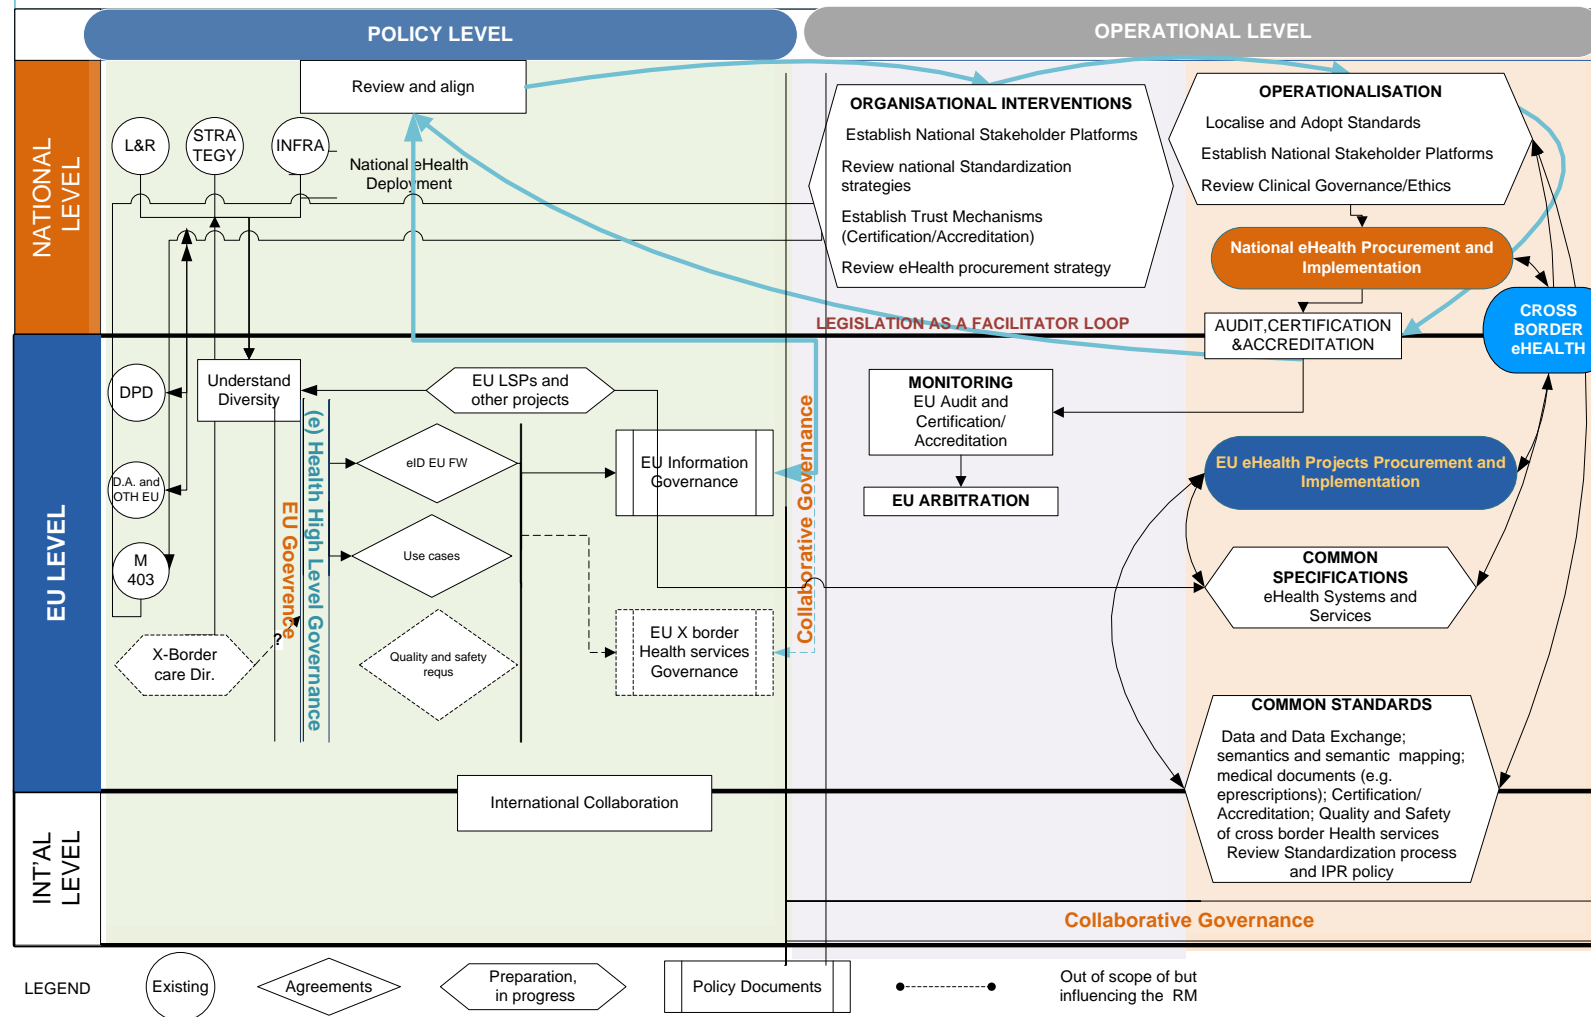 POLICY LEVEL
OPERATIONAL LEVEL
NATIONAL
LEVEL
Review and align
L&R
STRA
TEGY
INFRA
National eHealth
Deployment
ORGANISATIONAL INTERVENTIONS
Establish National Stakeholder Platforms
Review national Standardization
strategies
Establish Trust Mechanisms
(Certification/Accreditation)
Review eHealth procurement strategy
OPERATIONALISATION
Localise and Adopt Standards
Establish National Stakeholder Platforms
Review Clinical Governance/Ethics
National eHealth Procurement and
Implementation
LEGISLATION AS A FACILITATOR LOOP
AUDIT,CERTIFICATION
&ACCREDITATION
CROSS
BORDER
eHEALTH
EU LEVEL
DPD
Understand
Diversity
EU LSPs and
other projects
MONITORING
EU Audit and
Certification/
Accreditation
EU ARBITRATION
D.A. and
OTH EU
M
403
X-Border
care Dir.
?
EU Goevrence
(e) Health High Level Governance
eID EU FW
Use cases
Quality and safety
requs
EU Information
Governance
EU X border
Health services
Governance
Collaborative Governance
EU eHealth Projects Procurement and
Implementation
COMMON
SPECIFICATIONS
eHealth Systems and
Services
COMMON STANDARDS
Data and Data Exchange;
semantics and semantic mapping;
medical documents (e.g.
eprescriptions); Certification/
Accreditation; Quality and Safety
of cross border Health services
Review Standardization process
and IPR policy
INT'AL
LEVEL
International Collaboration
Collaborative Governance
LEGEND
Existing
Agreements
Preparation,
in progress
Policy Documents
Out of scope of but
influencing the RM